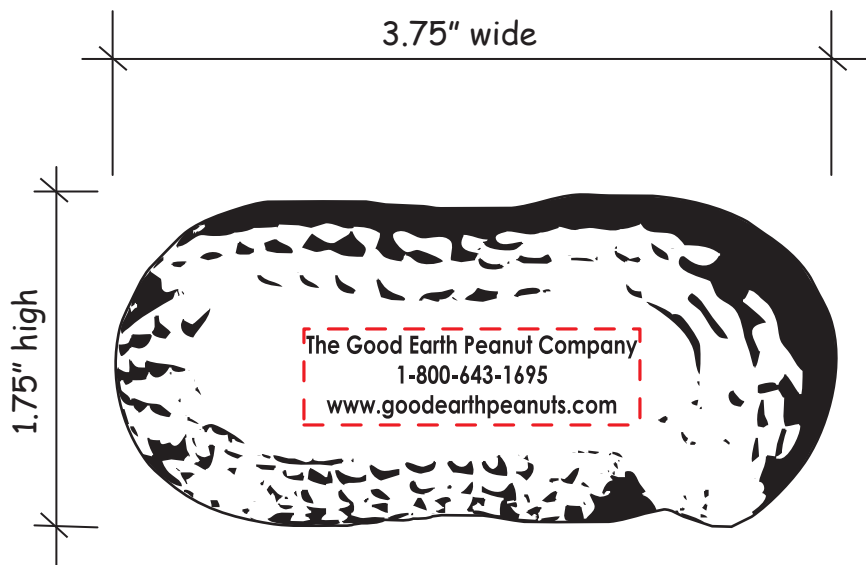 3.75" wide
1.75" high
The Good Earth Peanut Company
1-800-643-1695
www.goodearthpeanuts.com